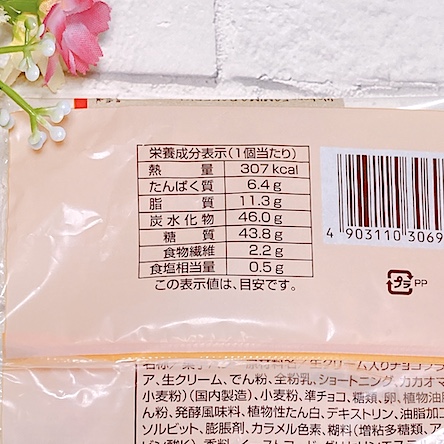 栄養成分表示(1個当たり)
熱量 307kcal
たんぱく質 6.4g
脂質 11.3g
炭水化物 46.0g
糖質 43.8g
食物繊維 2.2g
食塩相当量 0.5g
この表示値は、目安です。
4 903110 3069
プラ PP
生クリーム入りチョコフラ
ア、生クリーム、でん粉、全粉乳、ショートニング、カカオマ
小麦粉)(国内製造)、小麦粉、準チョコ、糖類、卵、植物油
ん粉、発酵風味料、植物性たん白、デキストリン、油脂加工
ソルビット、膨脹剤、カラメル色素、糊料(増粘多糖類、ア